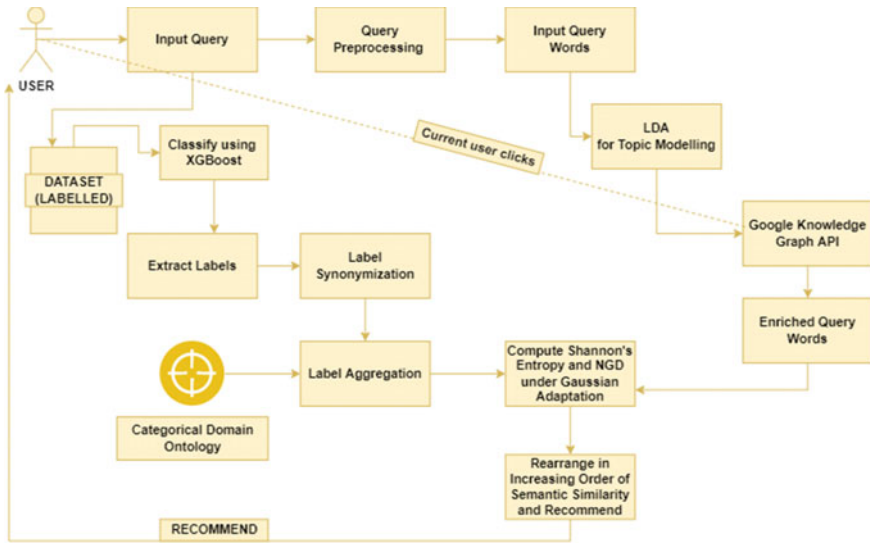 USER
Input Query
Query
Preprocessing
Input Query
Words
LDA
for Topic Modelling
Current user clicks
DATASET
(LABELLED)
Classify using
XGBoost
Google Knowledge
Graph API
Extract Labels
Label
Synonymization
Enriched Query
Words
Categorical Domain
Ontology
Label Aggregation
Compute Shannon's
Entropy and NGD
under Gaussian
Adaptation
Rearrange in
Increasing Order of
Semantic Similarity
and Recommend
RECOMMEND